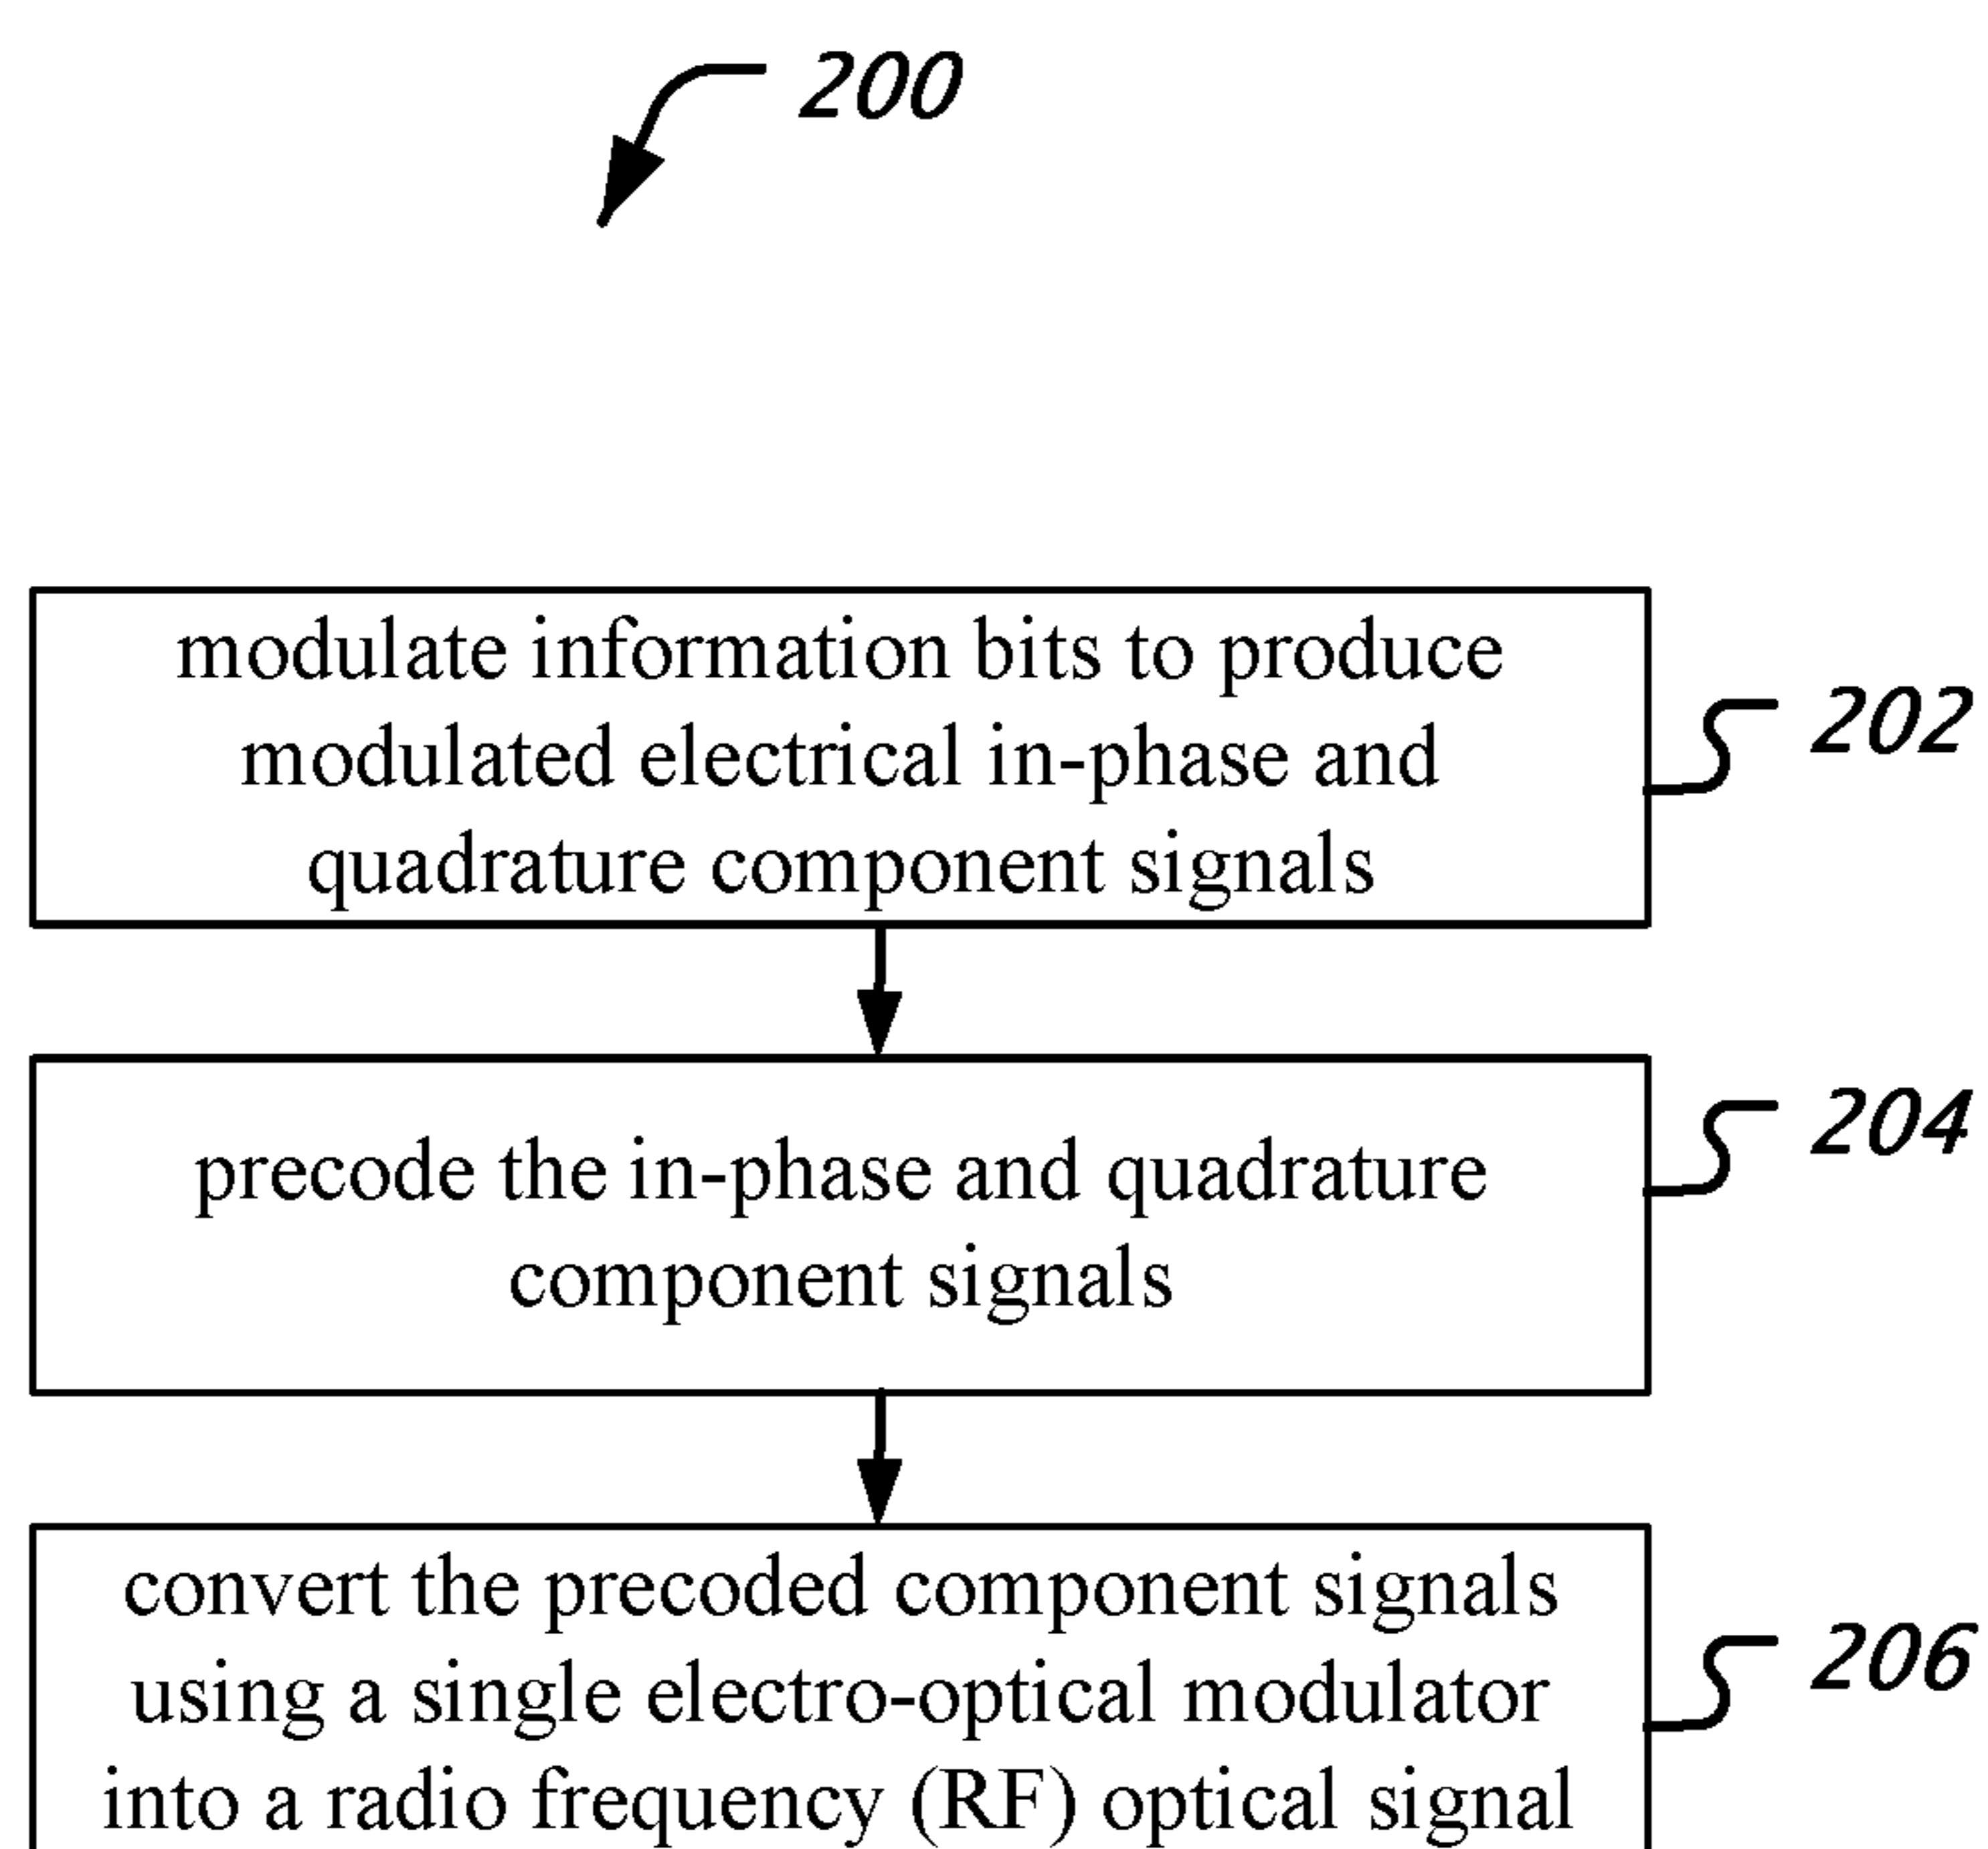 200
modulate information bits to produce
modulated electrical in-phase and
quadrature component signals
202
precode the in-phase and quadrature
component signals
204
convert the precoded component signals
using a single electro-optical modulator
into a radio frequency (RF) optical signal
206